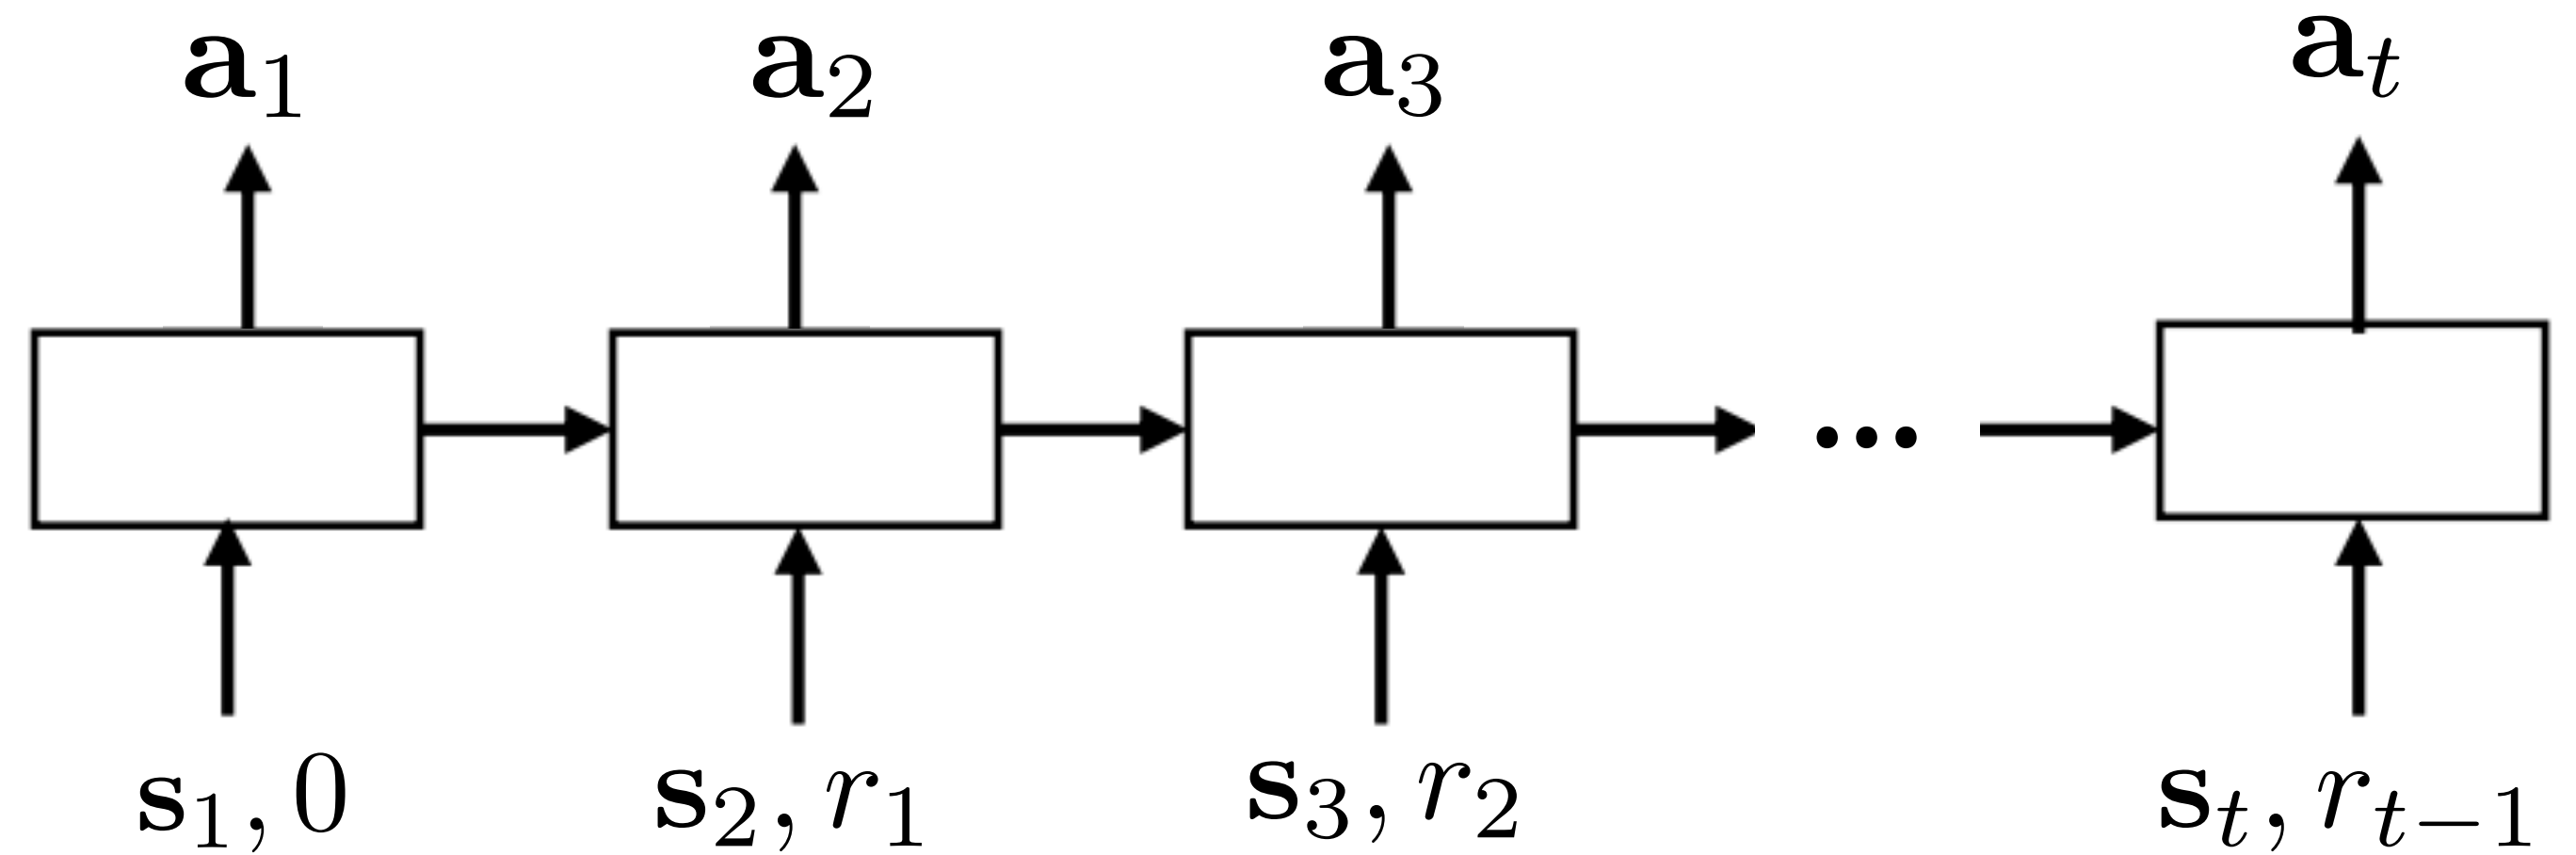 𝐚₁ 𝐚₂ 𝐚₃ 𝐚ₜ
...
𝐬₁, 0 𝐬₂, r₁ 𝐬₃, r₂ 𝐬ₜ, rₜ₋₁